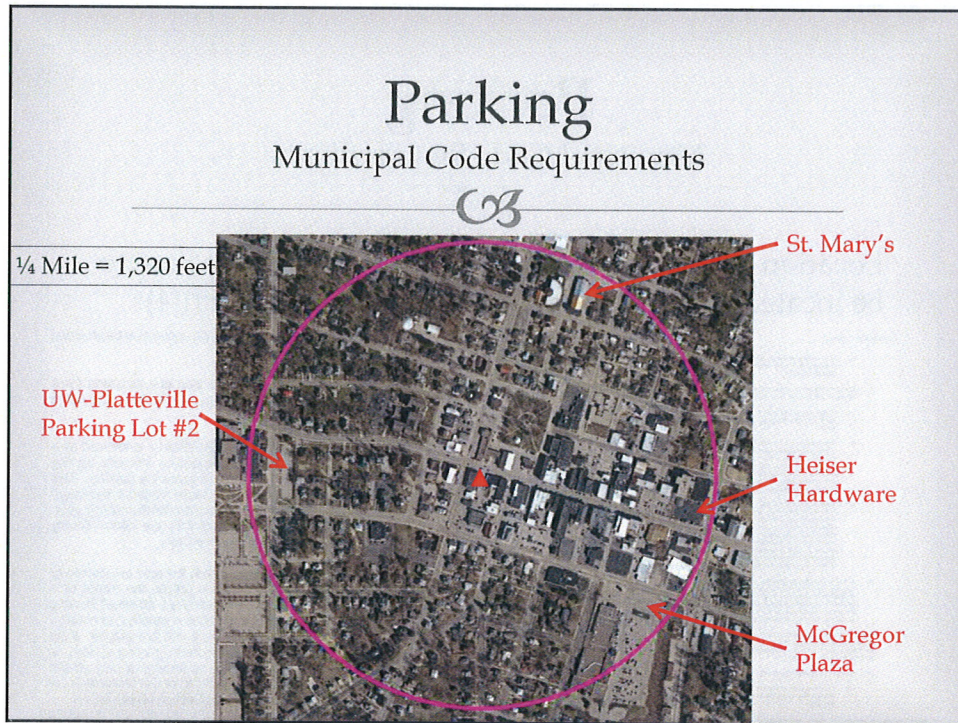 Parking
Municipal Code Requirements
¼ Mile = 1,320 feet
St. Mary's
UW-Platteville
Parking Lot #2
Heiser
Hardware
McGregor
Plaza